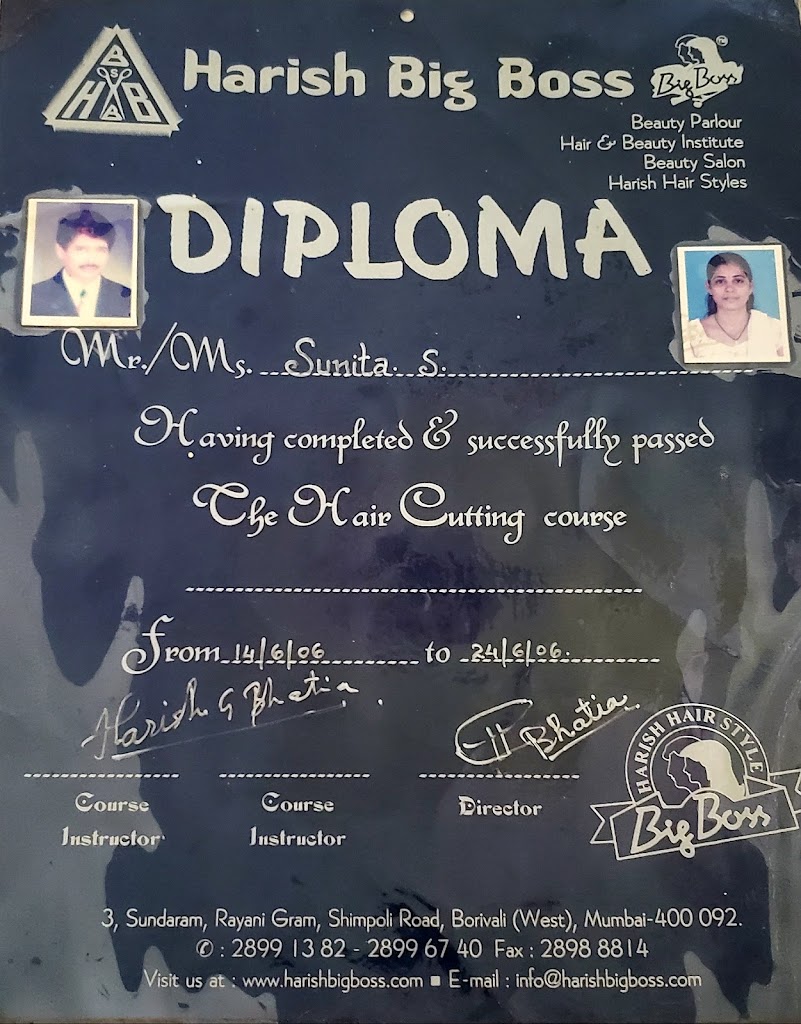 B
S
H B
B
Harish Big Boss
Big Boss TM
Beauty Parlour
Hair & Beauty Institute
Beauty Salon
Harish Hair Styles
DIPLOMA
Mr./Ms. Sunita. S.
Having completed & successfully passed
The Hair Cutting course
From 14/6/06 to 24/6/06.
Harish G Bhatia
H Bhatia
Course Instructor
Course Instructor
Director
HARISH HAIR STYLE
Big Boss
3, Sundaram, Rayani Gram, Shimpoli Road, Borivali (West), Mumbai-400 092.
✆ : 2899 13 82 - 2899 67 40 Fax : 2898 8814
Visit us at : www.harishbigboss.com ■ E-mail : info@harishbigboss.com